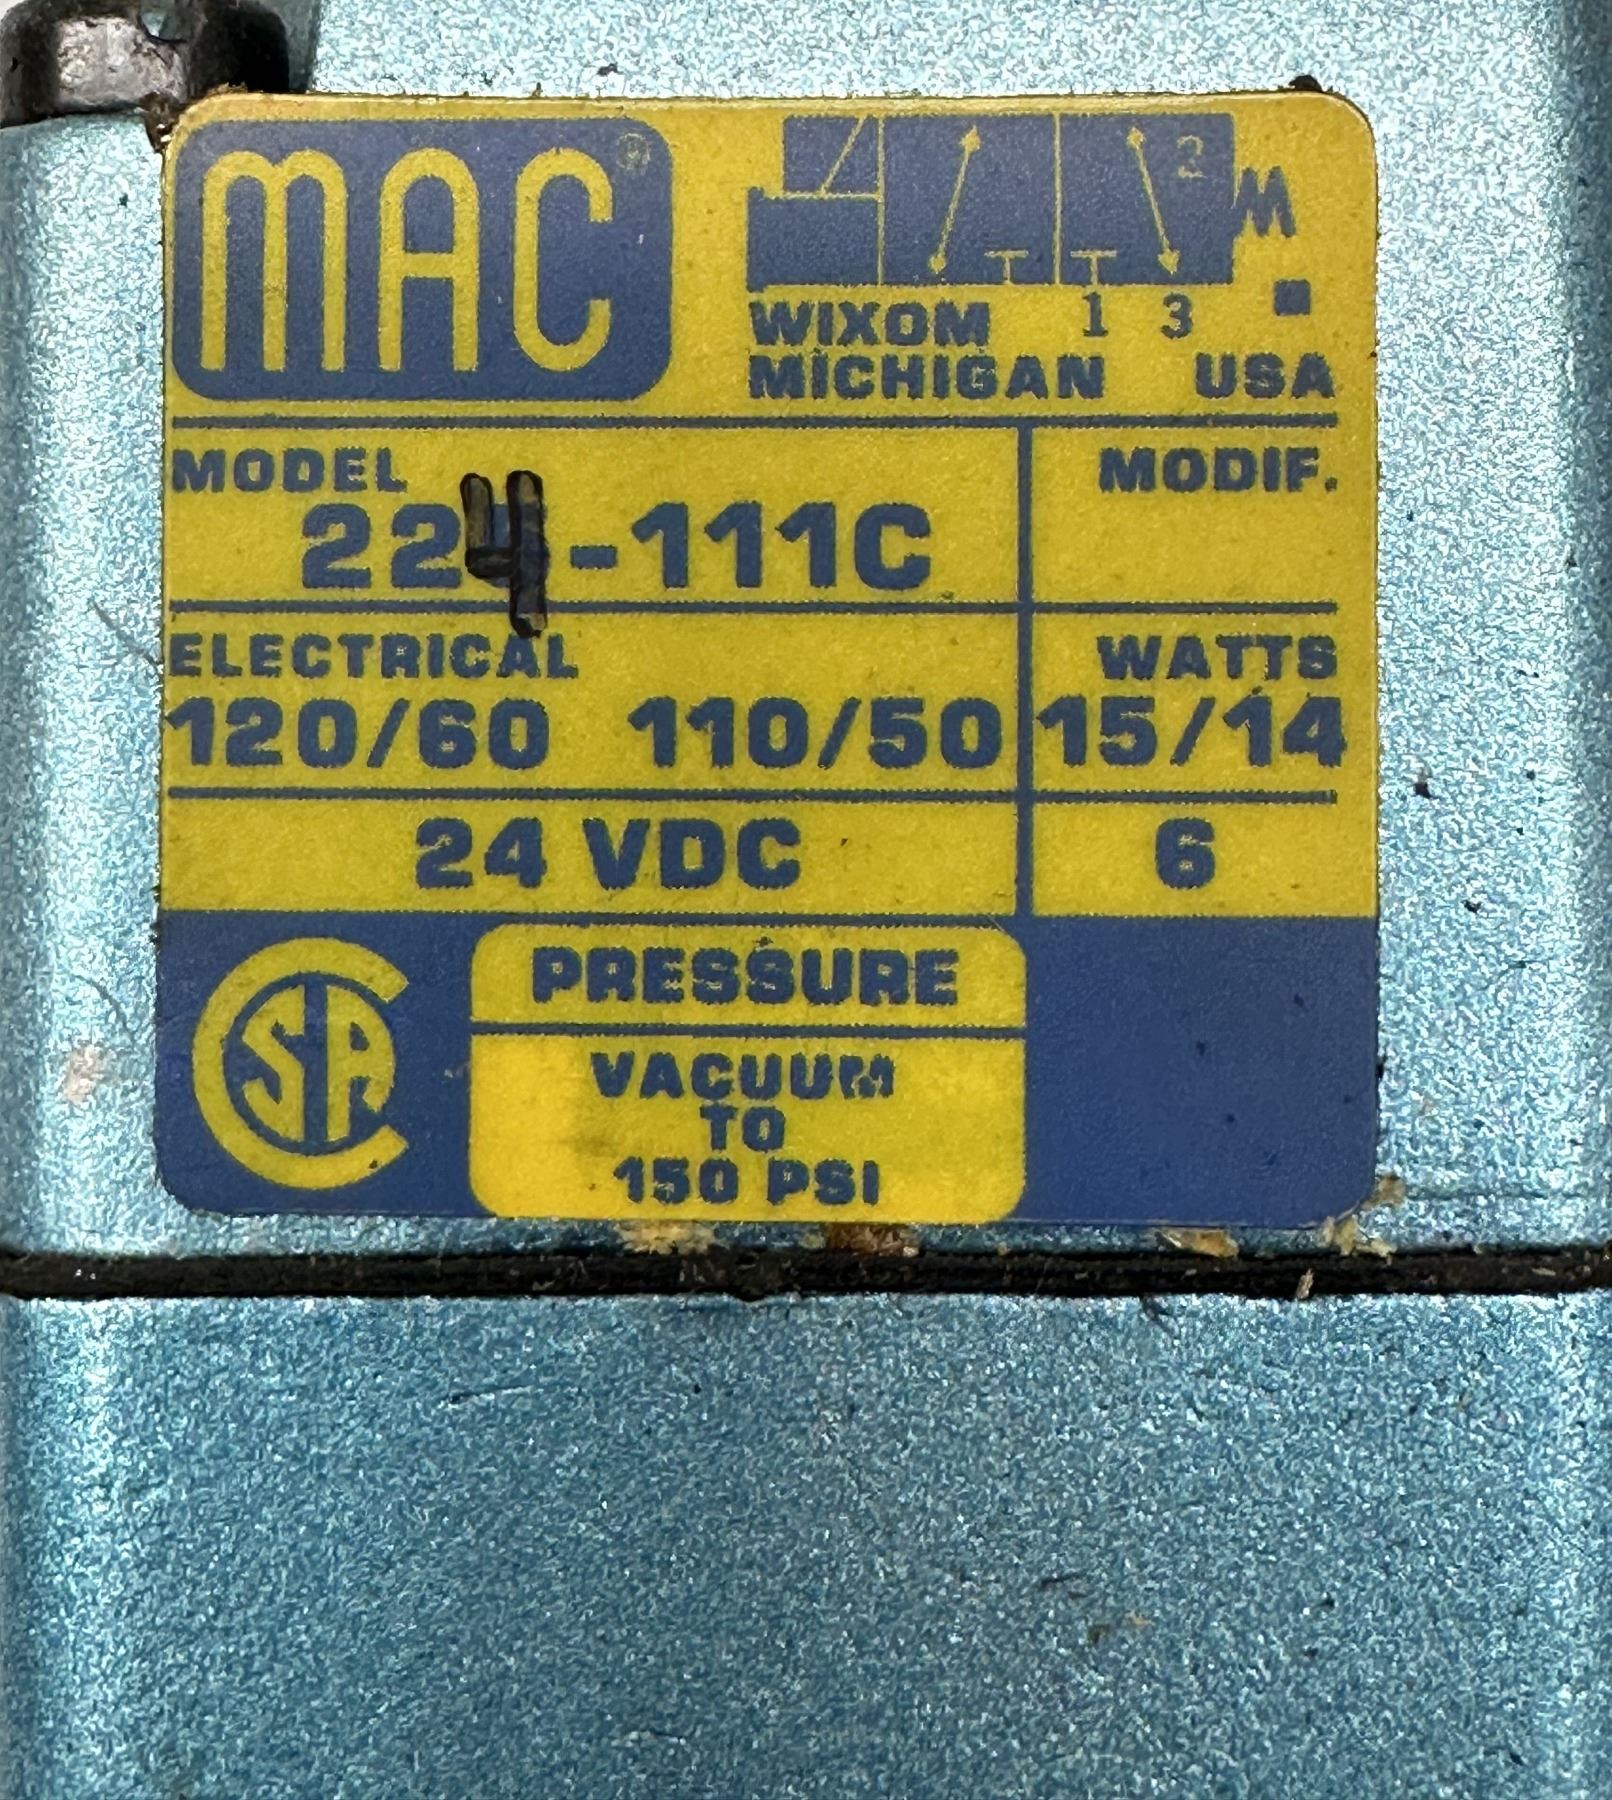 MAC®
2
1 3
WIXOM
MICHIGAN USA
MODEL MODIF.
224-111C
ELECTRICAL WATTS
120/60 110/50 15/14
24 VDC 6
CSA
PRESSURE
VACUUM
TO
150 PSI